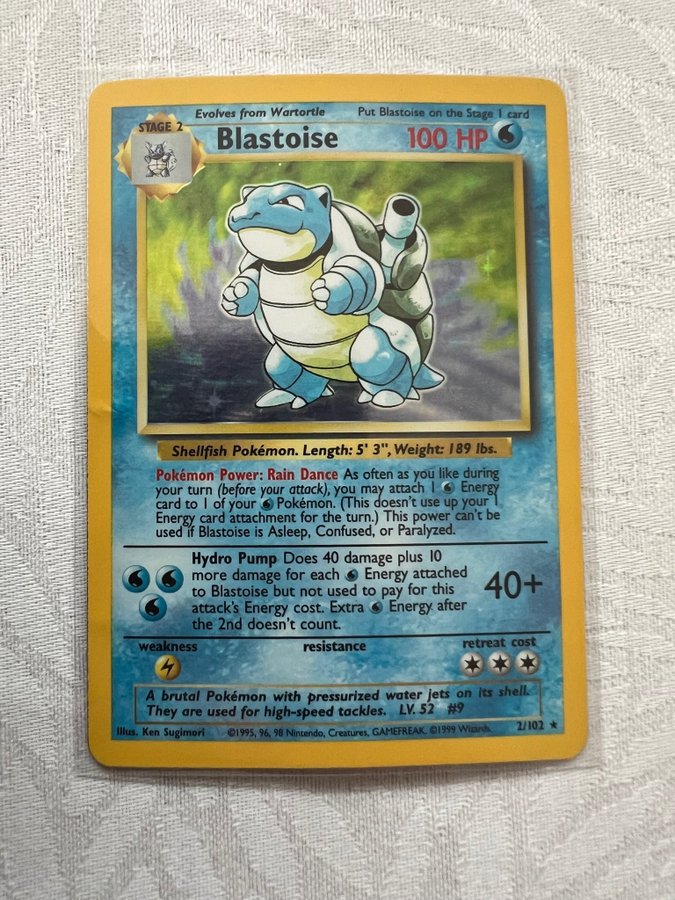 Evolves from Wartortle Put Blastoise on the Stage 1 card
STAGE 2
Blastoise 100 HP
Shellfish Pokémon. Length: 5' 3", Weight: 189 lbs.
Pokémon Power: Rain Dance As often as you like during
your turn (before your attack), you may attach 1 Energy
card to 1 of your Pokémon. (This doesn't use up your 1
Energy card attachment for the turn.) This power can't be
used if Blastoise is Asleep, Confused, or Paralyzed.
Hydro Pump Does 40 damage plus 10
more damage for each Energy attached
to Blastoise but not used to pay for this
attack's Energy cost. Extra Energy after
the 2nd doesn't count.
40+
weakness resistance retreat cost
A brutal Pokémon with pressurized water jets on its shell.
They are used for high-speed tackles. LV. 52 #9
Illus. Ken Sugimori ©1995, 96, 98 Nintendo, Creatures, GAMEFREAK. ©1999 Wizards. 2/102 ★